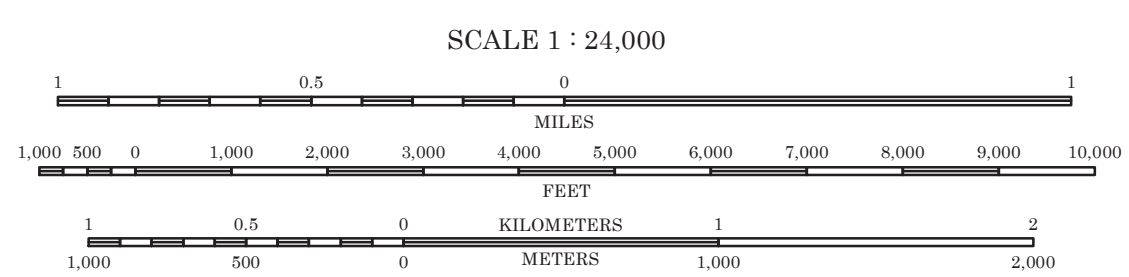 SCALE 1 : 24,000
1 0.5 0 1
MILES
1,000 500 0 1,000 2,000 3,000 4,000 5,000 6,000 7,000 8,000 9,000 10,000
FEET
1 0.5 0 KILOMETERS 1 2
1,000 500 0 METERS 1,000 2,000